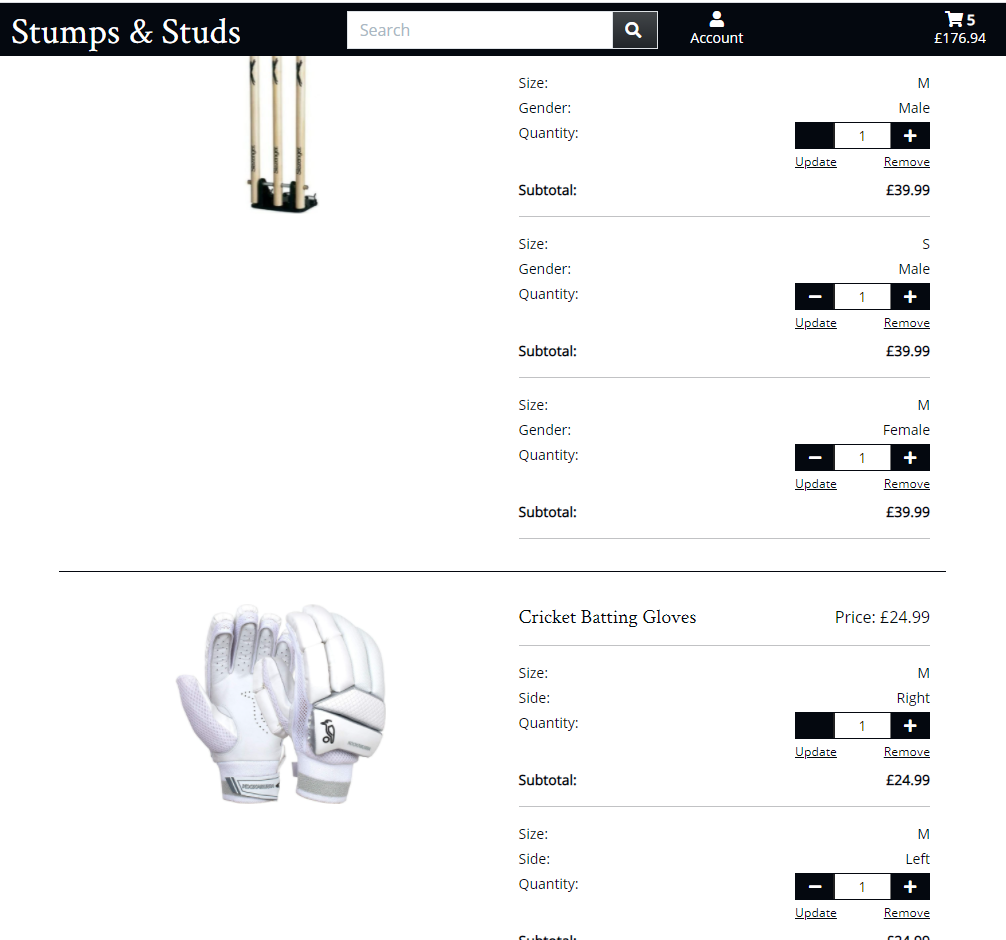 Stumps & Studs
Search
Account
5
£176.94
Size: M
Gender: Male
Quantity: 1
Update Remove
Subtotal: £39.99
Size: S
Gender: Male
Quantity: 1
Update Remove
Subtotal: £39.99
Size: M
Gender: Female
Quantity: 1
Update Remove
Subtotal: £39.99
Cricket Batting Gloves Price: £24.99
Size: M
Side: Right
Quantity: 1
Update Remove
Subtotal: £24.99
Size: M
Side: Left
Quantity: 1
Update Remove
Subtotal: £24.99